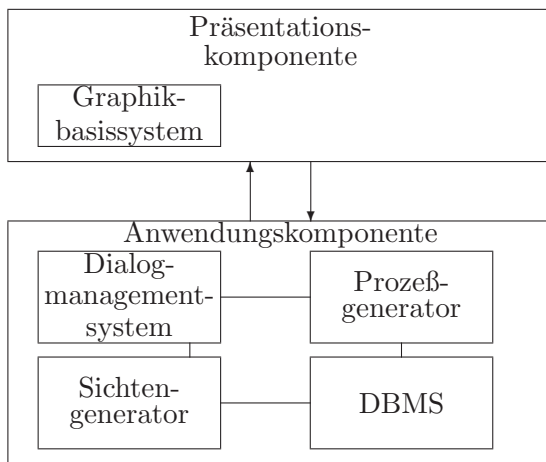 Präsentations-
komponente
Graphik-
basissystem
Anwendungskomponente
Dialog-
management-
system
Prozeß-
generator
Sichten-
generator
DBMS